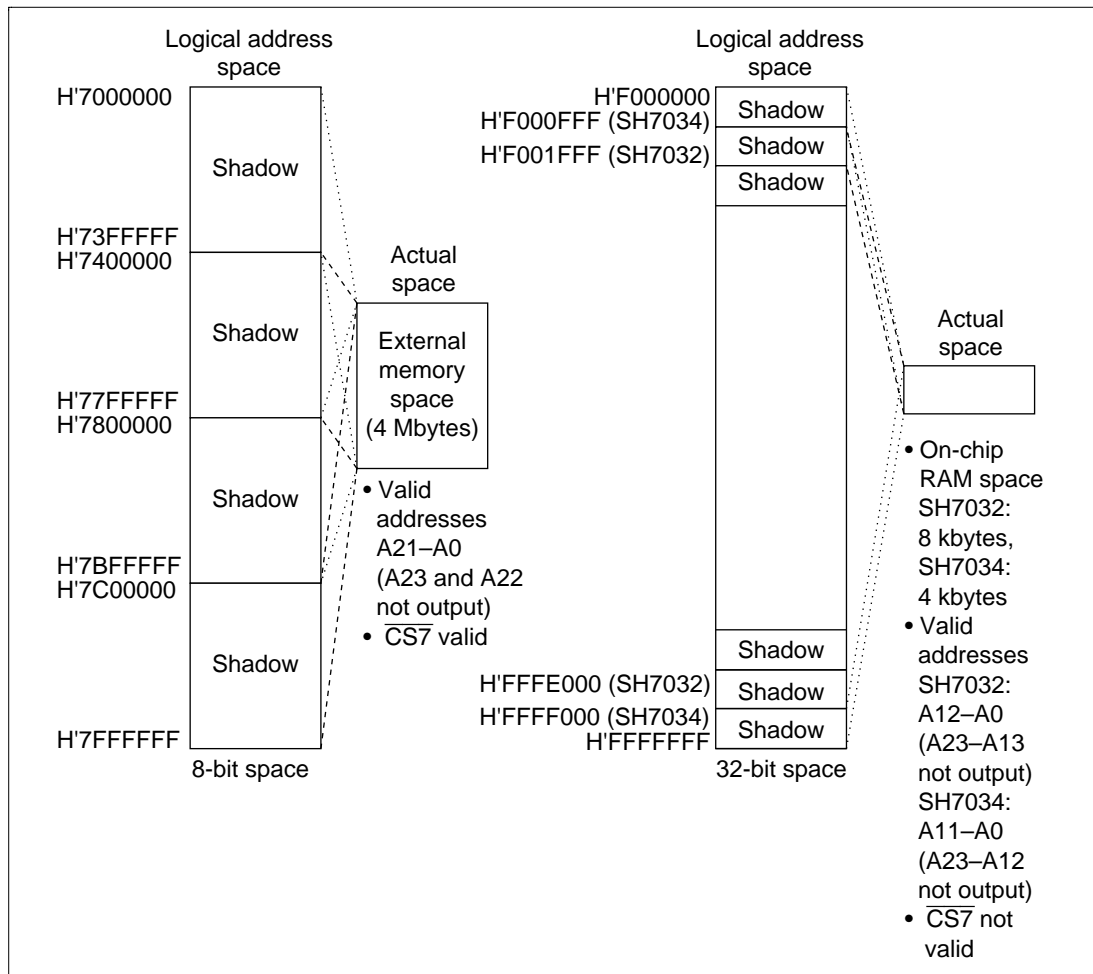 Logical address
space
H'7000000
Shadow
H'73FFFFF
H'7400000
Shadow
H'77FFFFF
H'7800000
Shadow
H'7BFFFFF
H'7C00000
Shadow
H'7FFFFFF
8-bit space
Actual
space
External
memory
space
(4 Mbytes)
• Valid
addresses
A21–A0
(A23 and A22
not output)
• CS7 valid
Logical address
space
H'F000000
Shadow
H'F000FFF (SH7034)
Shadow
H'F001FFF (SH7032)
Shadow
Shadow
H'FFFE000 (SH7032)
Shadow
H'FFFF000 (SH7034)
Shadow
H'FFFFFFF
32-bit space
Actual
space
• On-chip
RAM space
SH7032:
8 kbytes,
SH7034:
4 kbytes
• Valid
addresses
SH7032:
A12–A0
(A23–A13
not output)
SH7034:
A11–A0
(A23–A12
not output)
• CS7 not
valid